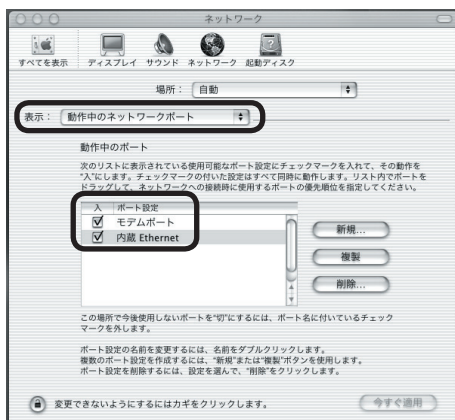 ネットワーク
すべてを表示 ディスプレイ サウンド ネットワーク 起動ディスク
場所： 自動
表示： 動作中のネットワークポート
動作中のポート
次のリストに表示されている使用可能なポート設定にチェックマークを入れて、その動作を
"入"にします。チェックマークの付いた設定はすべて同時に動作します。リスト内でポートを
ドラッグして、ネットワークへの接続時に使用するポートの優先順位を指定してください。
入 ポート設定
モデムポート
内蔵 Ethernet
新規...
複製
削除...
この場所で今後使用しないポートを"切"にするには、ポート名に付いているチェック
マークを外します。
ポート設定の名前を変更するには、名前をダブルクリックします。
複数のポート設定を作成するには、"新規"または"複製"ボタンを使用します。
ポート設定を削除するには、設定を選んで、"削除"をクリックします。
変更できないようにするにはカギをクリックします。
今すぐ適用